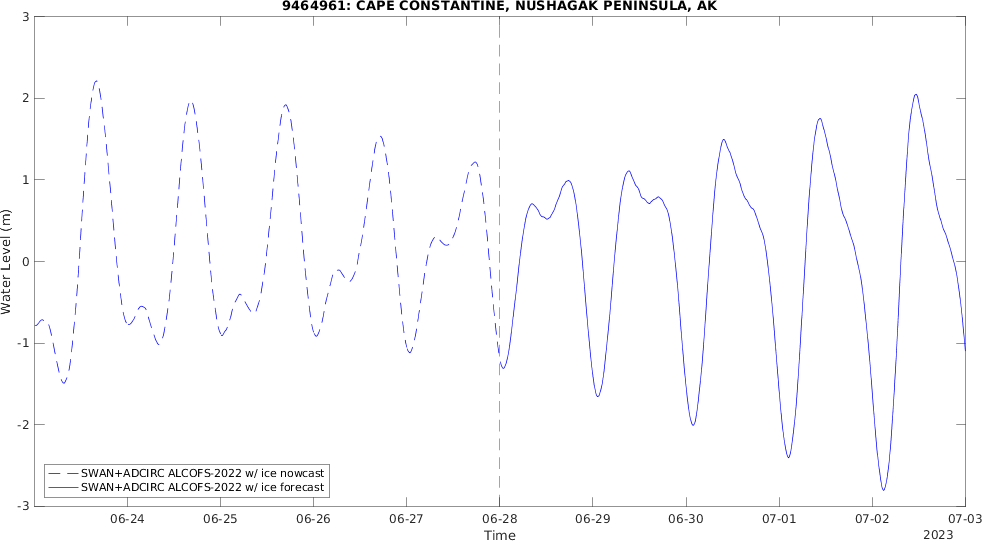 9464961: CAPE CONSTANTINE, NUSHAGAK PENINSULA, AK
3
2
1
0
-1
-2
-3
Water Level (m)
SWAN+ADCIRC ALCOFS-2022 w/ ice nowcast
SWAN+ADCIRC ALCOFS-2022 w/ ice forecast
06-24 06-25 06-26 06-27 06-28 06-29 06-30 07-01 07-02 07-03
Time
2023